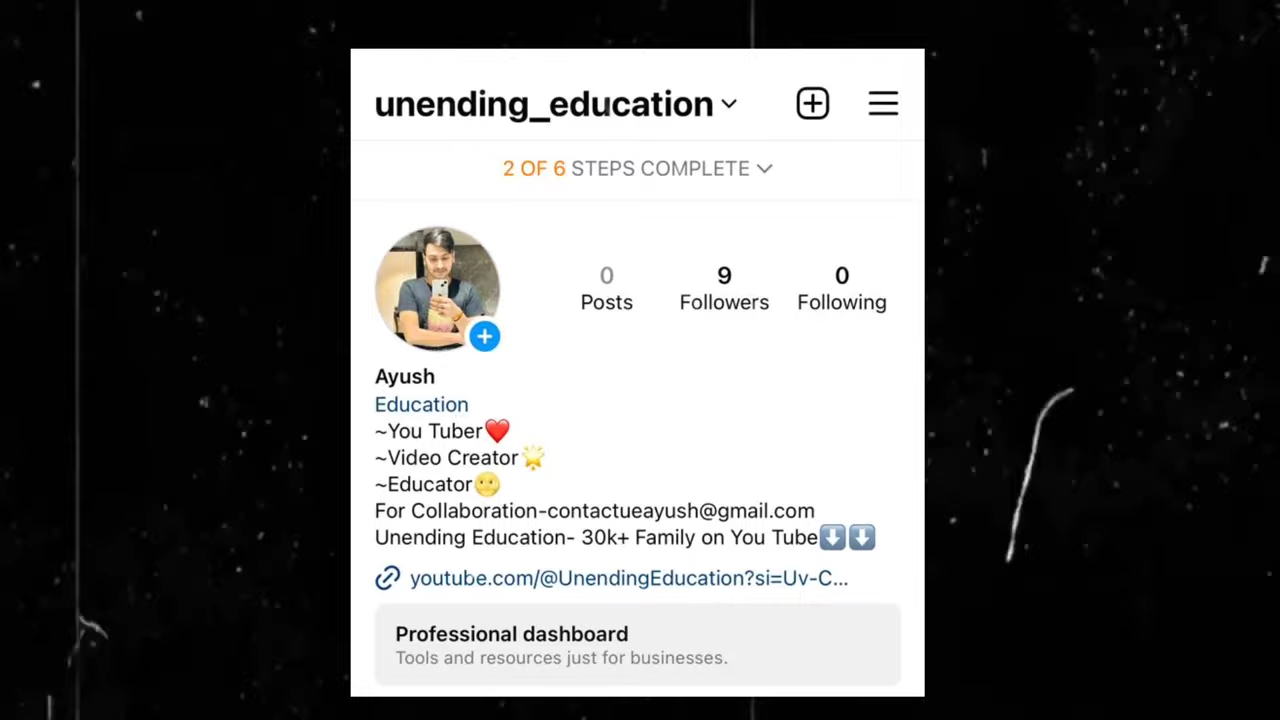 unending_education
2 OF 6 STEPS COMPLETE
0 9 0
Posts Followers Following
Ayush
Education
~You Tuber❤️
~Video Creator🌟
~Educator🌝
For Collaboration-contactueayush@gmail.com
Unending Education- 30k+ Family on You Tube⬇️⬇️
youtube.com/@UnendingEducation?si=Uv-C...
Professional dashboard
Tools and resources just for businesses.